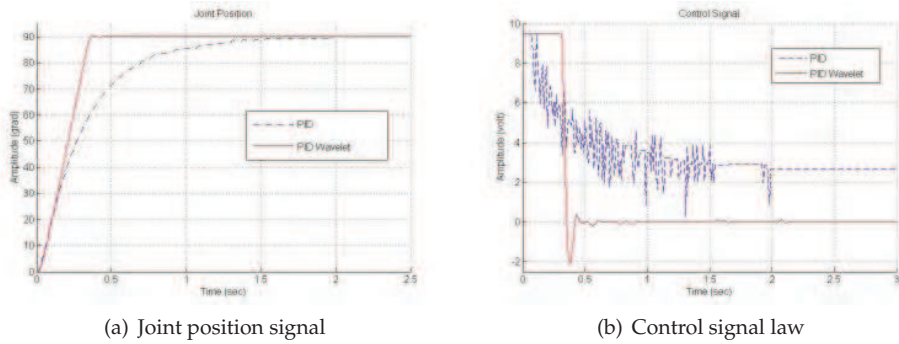 Joint Position
Amplitude (grad)
90
80
70
60
50
40
30
20
10
0
PID
PID Wavelet
0
0.5
1
1.5
2
2.5
Time (sec)
(a) Joint position signal
Control Signal
Amplitude (volt)
10
8
6
4
2
0
-2
PID
PID Wavelet
0
0.5
1
1.5
2
2.5
3
Time (sec)
(b) Control signal law